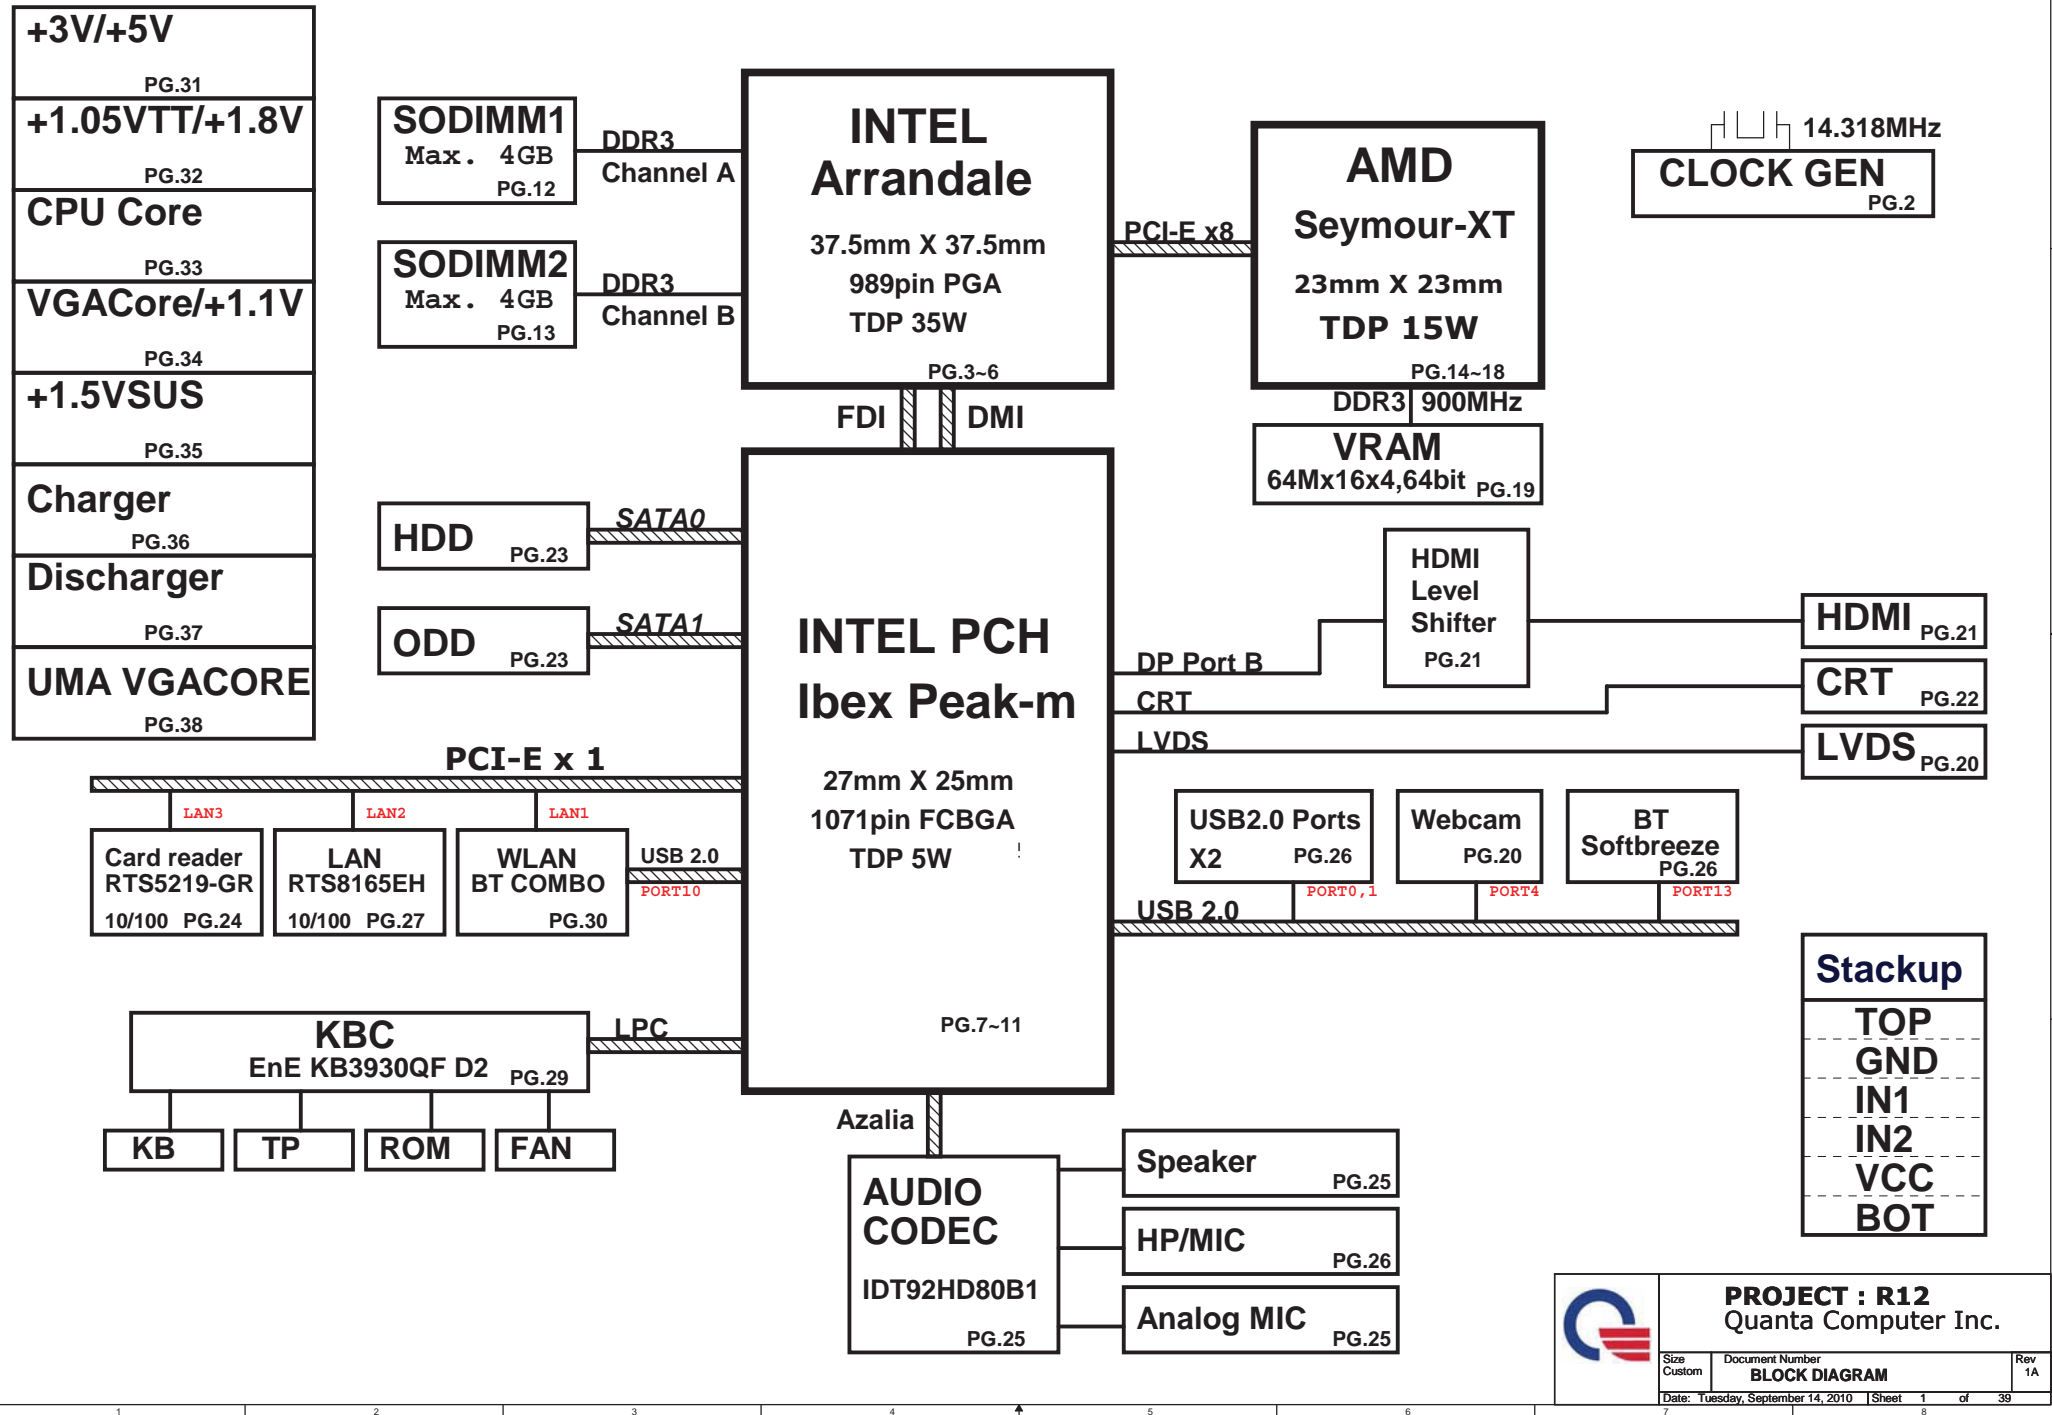 +3V/+5V
PG.31
+1.05VTT/+1.8V
PG.32
CPU Core
PG.33
VGACore/+1.1V
PG.34
+1.5VSUS
PG.35
Charger
PG.36
Discharger
PG.37
UMA VGACORE
PG.38
SODIMM1
Max. 4GB
PG.12
DDR3
Channel A
SODIMM2
Max. 4GB
PG.13
DDR3
Channel B
INTEL
Arrandale
37.5mm X 37.5mm
989pin PGA
TDP 35W
PG.3~6
PCI-E x8
AMD
Seymour-XT
23mm X 23mm
TDP 15W
PG.14~18
DDR3 900MHz
VRAM
64Mx16x4,64bit PG.19
14.318MHz
CLOCK GEN
PG.2
FDI
DMI
HDD PG.23
SATA0
ODD PG.23
SATA1
INTEL PCH
Ibex Peak-m
27mm X 25mm
1071pin FCBGA
TDP 5W
PG.7~11
HDMI
Level
Shifter
PG.21
DP Port B
CRT
LVDS
HDMI PG.21
CRT PG.22
LVDS PG.20
PCI-E x 1
LAN3
LAN2
LAN1
Card reader
RTS5219-GR
10/100 PG.24
LAN
RTS8165EH
10/100 PG.27
WLAN
BT COMBO
PG.30
USB 2.0
PORT10
USB2.0 Ports
X2 PG.26
Webcam
PG.20
BT
Softbreeze
PG.26
PORT0,1
PORT4
PORT13
USB 2.0
KBC
EnE KB3930QF D2 PG.29
LPC
KB
TP
ROM
FAN
Azalia
AUDIO
CODEC
IDT92HD80B1
PG.25
Speaker
PG.25
HP/MIC
PG.26
Analog MIC
PG.25
Stackup
TOP
GND
IN1
IN2
VCC
BOT
PROJECT : R12
Quanta Computer Inc.
Size
Custom
Document Number
BLOCK DIAGRAM
Rev
1A
Date: Tuesday, September 14, 2010 Sheet 1 of 39
1 2 3 4 5 6 7 8